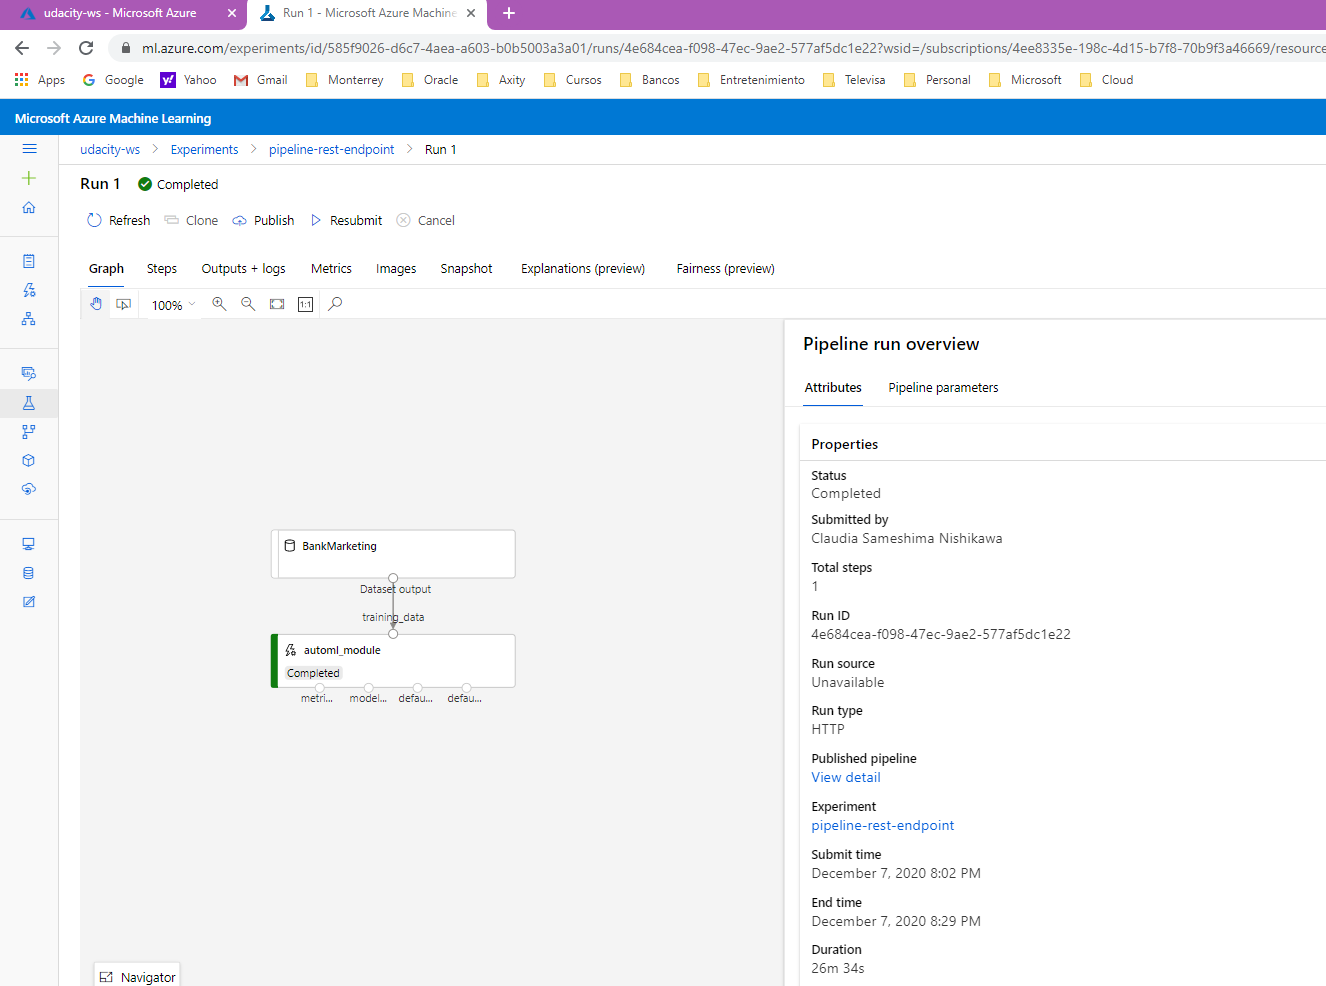 udacity-ws - Microsoft Azure
Run 1 - Microsoft Azure Machine
ml.azure.com/experiments/id/585f9026-d6c7-4aea-a603-b0b5003a3a01/runs/4e684cea-f098-47ec-9ae2-577af5dc1e22?wsid=/subscriptions/4ee8335e-198c-4d15-b7f8-70b9f3a46669/resource
Apps Google Yahoo Gmail Monterrey Oracle Axity Cursos Bancos Entretenimiento Televisa Personal Microsoft Cloud
Microsoft Azure Machine Learning
udacity-ws > Experiments > pipeline-rest-endpoint > Run 1
Run 1 Completed
Refresh Clone Publish Resubmit Cancel
Graph Steps Outputs + logs Metrics Images Snapshot Explanations (preview) Fairness (preview)
100% 1:1
BankMarketing
Dataset output
training_data
automl_module
Completed
metri... model... defau... defau...
Navigator
Pipeline run overview
Attributes Pipeline parameters
Properties
Status
Completed
Submitted by
Claudia Sameshima Nishikawa
Total steps
1
Run ID
4e684cea-f098-47ec-9ae2-577af5dc1e22
Run source
Unavailable
Run type
HTTP
Published pipeline
View detail
Experiment
pipeline-rest-endpoint
Submit time
December 7, 2020 8:02 PM
End time
December 7, 2020 8:29 PM
Duration
26m 34s